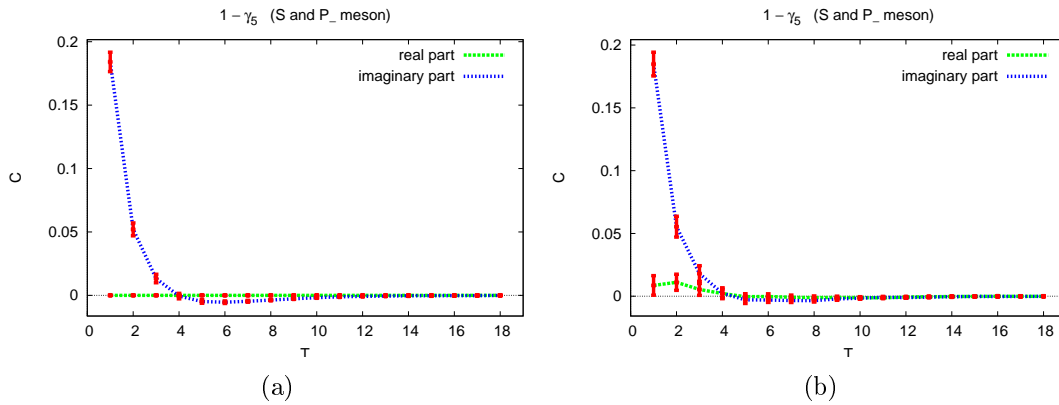 1 − γ5 (S and P_ meson)
0.2
0.15
0.1
0.05
0
C
real part
imaginary part
0 2 4 6 8 10 12 14 16 18
T
(a)
1 − γ5 (S and P_ meson)
0.2
0.15
0.1
0.05
0
C
real part
imaginary part
0 2 4 6 8 10 12 14 16 18
T
(b)